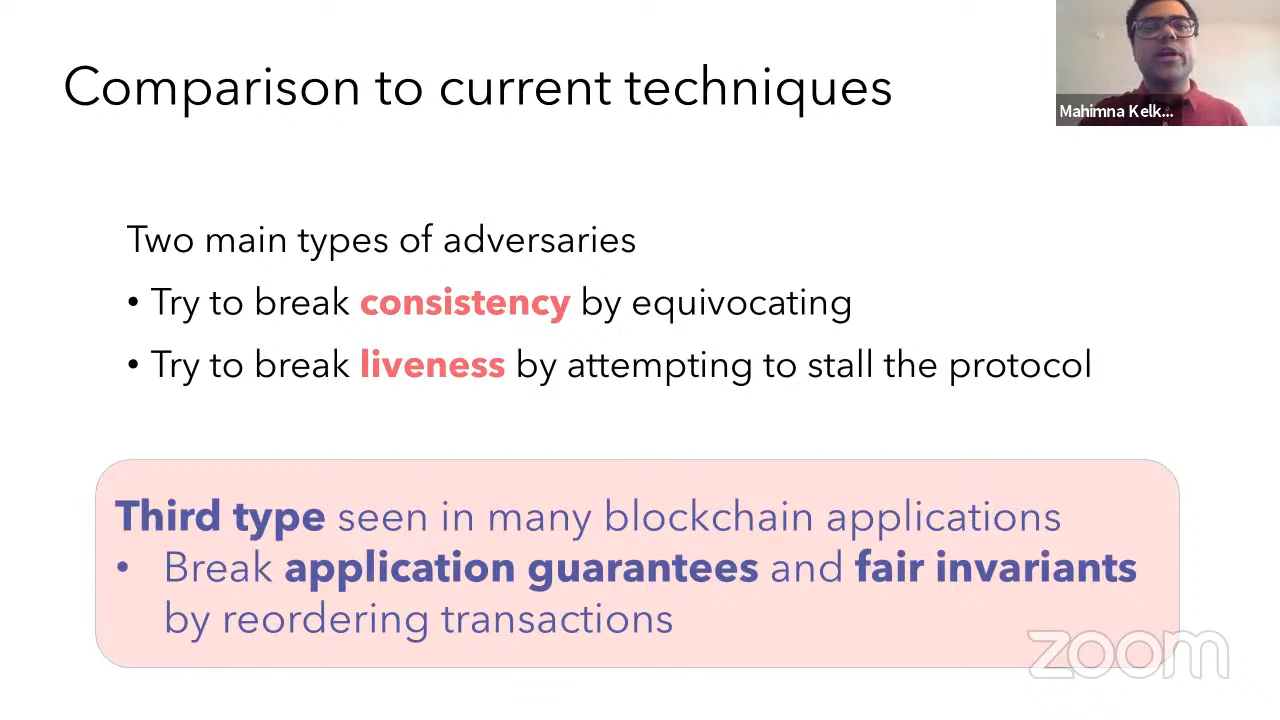 Comparison to current techniques
Mahimna Kelk...
Two main types of adversaries
• Try to break consistency by equivocating
• Try to break liveness by attempting to stall the protocol
Third type seen in many blockchain applications
• Break application guarantees and fair invariants
by reordering transactions
zoom